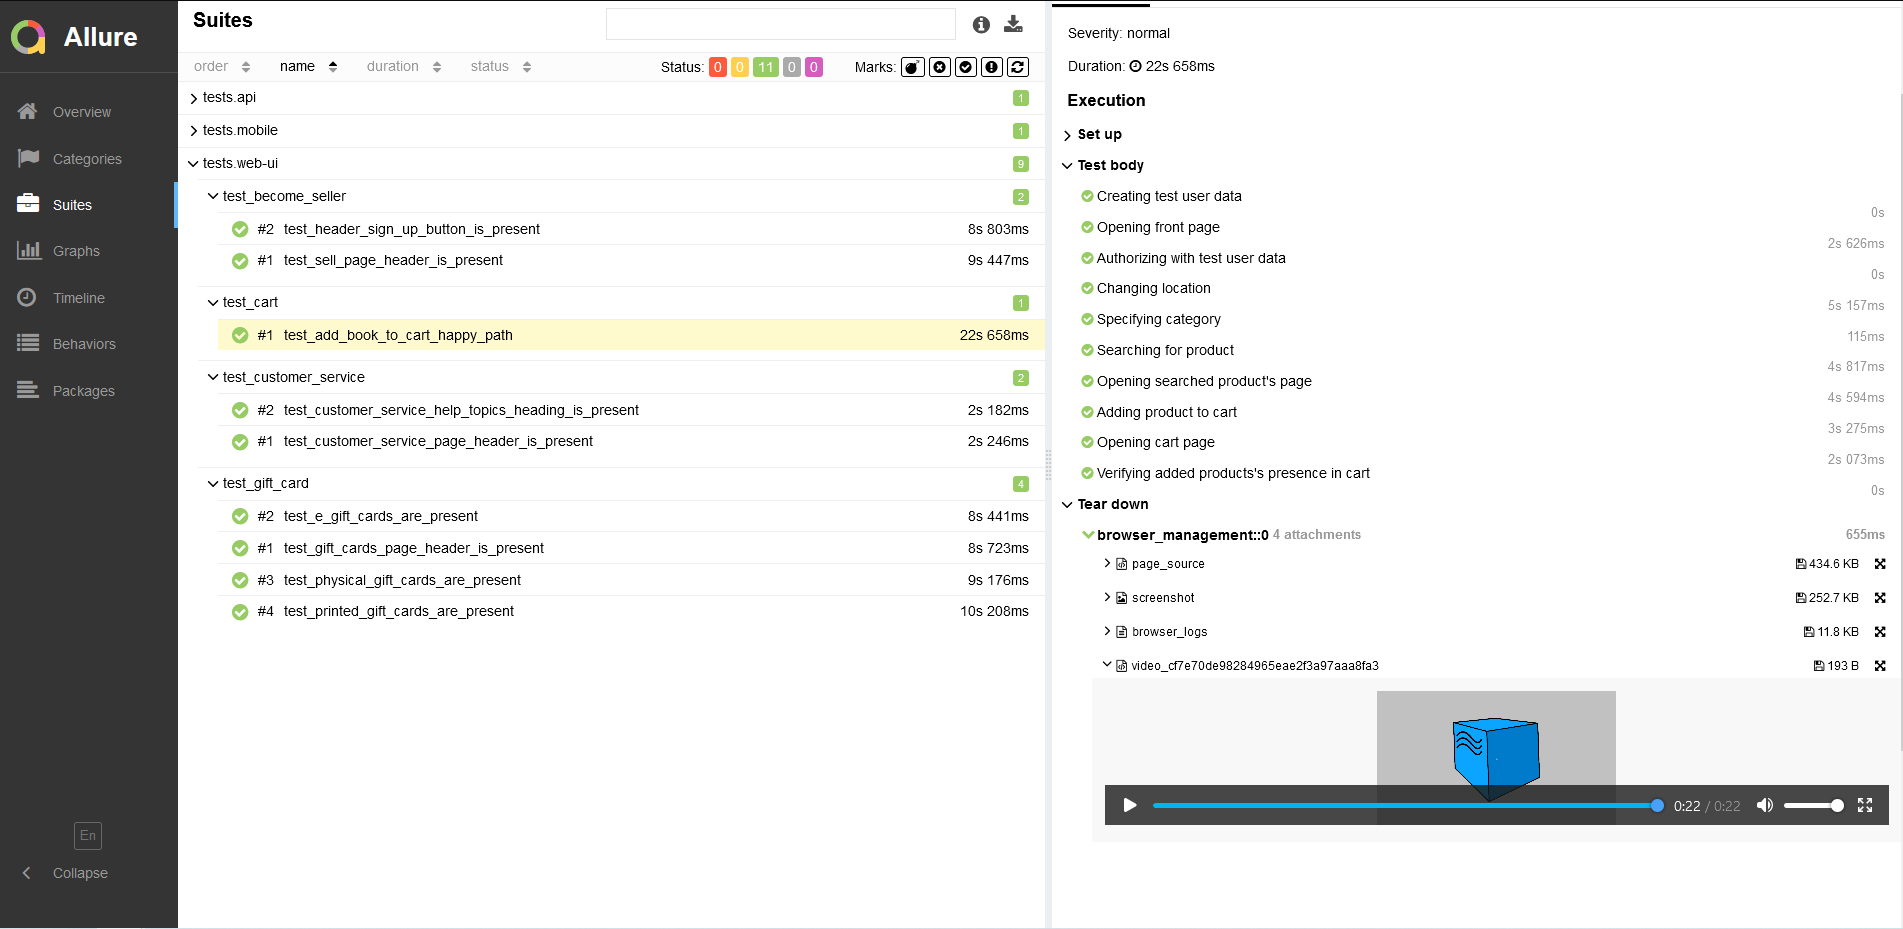 Allure
Overview
Categories
Suites
Graphs
Timeline
Behaviors
Packages
En
Collapse
Suites
order name duration status Status: 0 0 11 0 0 Marks:
tests.api 1
tests.mobile 1
tests.web-ui 9
test_become_seller 2
#2 test_header_sign_up_button_is_present 8s 803ms
#1 test_sell_page_header_is_present 9s 447ms
test_cart 1
#1 test_add_book_to_cart_happy_path 22s 658ms
test_customer_service 2
#2 test_customer_service_help_topics_heading_is_present 2s 182ms
#1 test_customer_service_page_header_is_present 2s 246ms
test_gift_card 4
#2 test_e_gift_cards_are_present 8s 441ms
#1 test_gift_cards_page_header_is_present 8s 723ms
#3 test_physical_gift_cards_are_present 9s 176ms
#4 test_printed_gift_cards_are_present 10s 208ms
Severity: normal
Duration: 22s 658ms
Execution
Set up
Test body
Creating test user data
0s
Opening front page
2s 626ms
Authorizing with test user data
0s
Changing location
5s 157ms
Specifying category
115ms
Searching for product
4s 817ms
Opening searched product's page
4s 594ms
Adding product to cart
3s 275ms
Opening cart page
2s 073ms
Verifying added products's presence in cart
0s
Tear down
browser_management::0 4 attachments 655ms
page_source 434.6 KB
screenshot 252.7 KB
browser_logs 11.8 KB
video_cf7e70de98284965eae2f3a97aaa8fa3 193 B
0:22 / 0:22